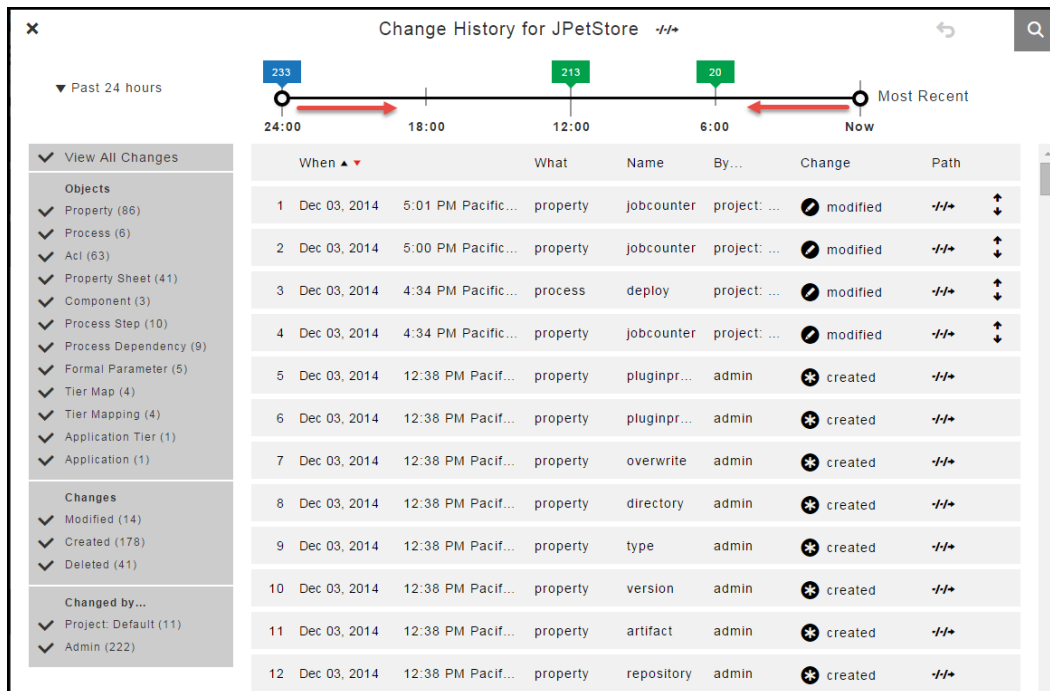 Change History for JPetStore
Past 24 hours
233
213
20
Most Recent
24:00 18:00 12:00 6:00 Now
View All Changes
Objects
Property (86)
Process (6)
Acl (63)
Property Sheet (41)
Component (3)
Process Step (10)
Process Dependency (9)
Formal Parameter (5)
Tier Map (4)
Tier Mapping (4)
Application Tier (1)
Application (1)
Changes
Modified (14)
Created (178)
Deleted (41)
Changed by...
Project: Default (11)
Admin (222)
When What Name By... Change Path
1 Dec 03, 2014 5:01 PM Pacific... property jobcounter project: ... modified
2 Dec 03, 2014 5:00 PM Pacific... property jobcounter project: ... modified
3 Dec 03, 2014 4:34 PM Pacific... process deploy project: ... modified
4 Dec 03, 2014 4:34 PM Pacific... property jobcounter project: ... modified
5 Dec 03, 2014 12:38 PM Pacif... property pluginpr... admin created
6 Dec 03, 2014 12:38 PM Pacif... property pluginpr... admin created
7 Dec 03, 2014 12:38 PM Pacif... property overwrite admin created
8 Dec 03, 2014 12:38 PM Pacif... property directory admin created
9 Dec 03, 2014 12:38 PM Pacif... property type admin created
10 Dec 03, 2014 12:38 PM Pacif... property version admin created
11 Dec 03, 2014 12:38 PM Pacif... property artifact admin created
12 Dec 03, 2014 12:38 PM Pacif... property repository admin created